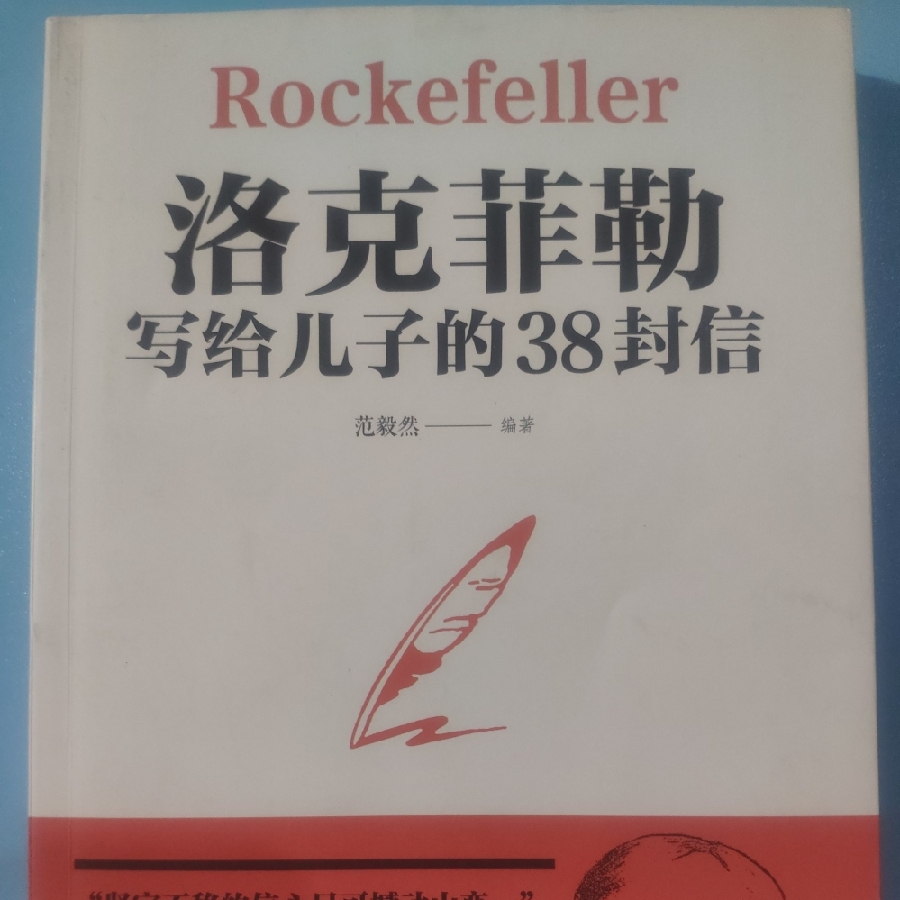 Rockefeller
洛克菲勒
写给儿子的38封信
范毅然——编著